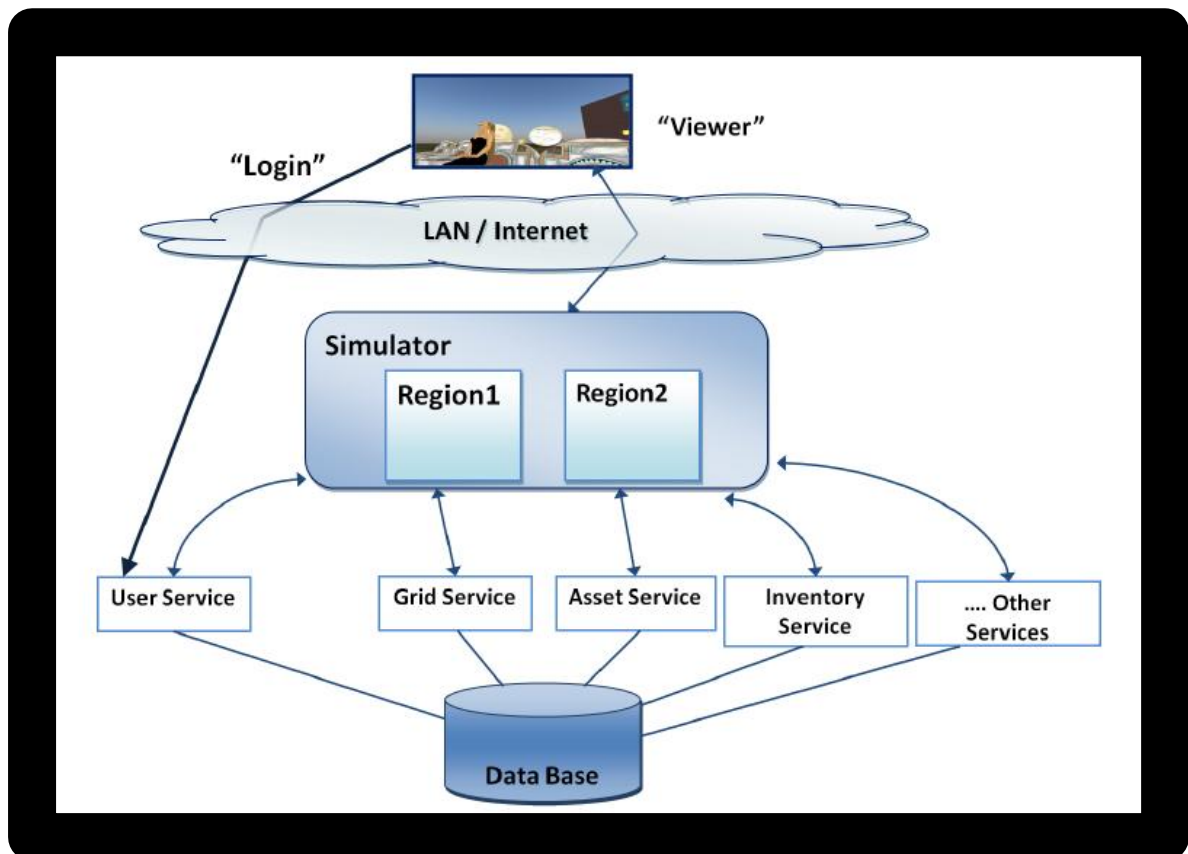 “Viewer”
“Login”
LAN / Internet
Simulator
Region1
Region2
User Service
Grid Service
Asset Service
Inventory
Service
.... Other
Services
Data Base